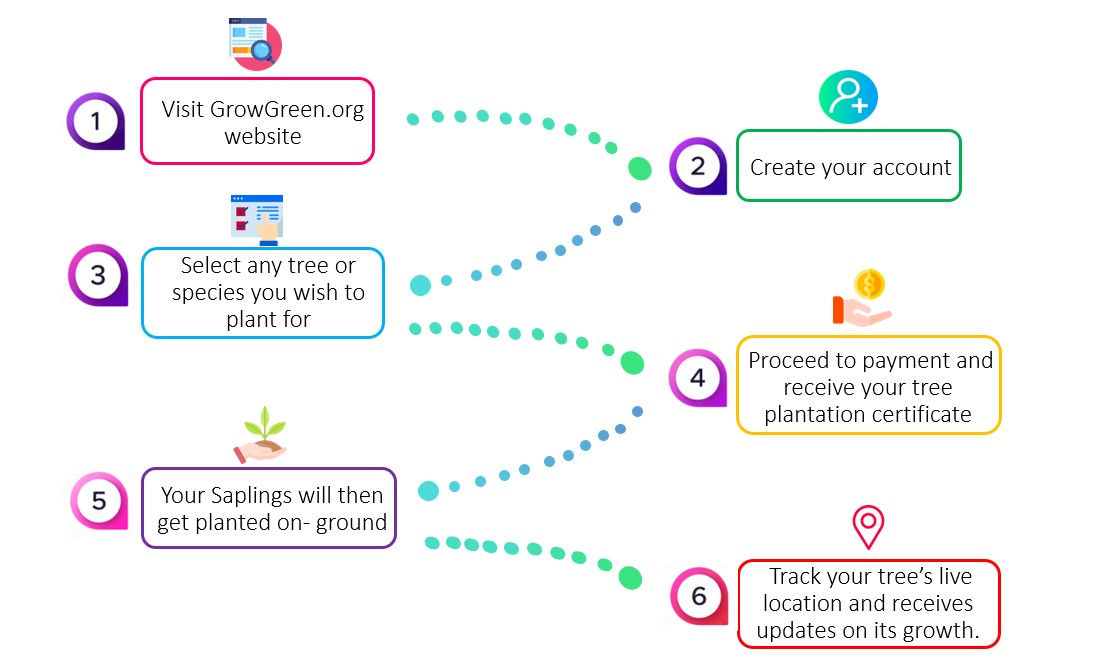 1
Visit GrowGreen.org
website
2
Create your account
3
Select any tree or
species you wish to
plant for
4
Proceed to payment and
receive your tree
plantation certificate
5
Your Saplings will then
get planted on- ground
6
Track your tree’s live
location and receives
updates on its growth.